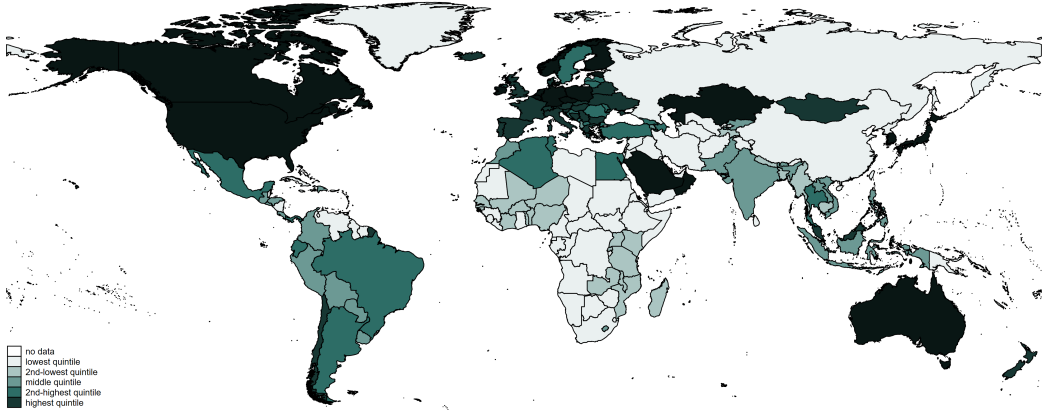 no data
lowest quintile
2nd-lowest quintile
middle quintile
2nd-highest quintile
highest quintile